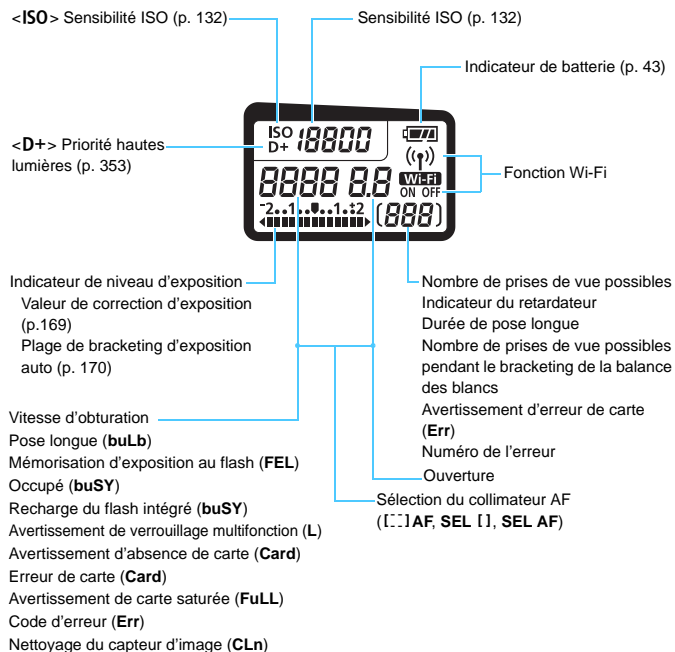 <ISO> Sensibilité ISO (p. 132)
Sensibilité ISO (p. 132)
Indicateur de batterie (p. 43)
<D+> Priorité hautes
lumières (p. 353)
ISO 18800
D+
8888 8.8
Wi-Fi
ON OFF
-2..1..0..1.:2
(888)
Fonction Wi-Fi
Indicateur de niveau d'exposition
Valeur de correction d'exposition
(p.169)
Plage de bracketing d'exposition
auto (p. 170)
Nombre de prises de vue possibles
Indicateur du retardateur
Durée de pose longue
Nombre de prises de vue possibles
pendant le bracketing de la balance
des blancs
Avertissement d'erreur de carte
(Err)
Numéro de l'erreur
Ouverture
Sélection du collimateur AF
([ ] AF, SEL [ ], SEL AF)
Vitesse d'obturation
Pose longue (buLb)
Mémorisation d'exposition au flash (FEL)
Occupé (buSY)
Recharge du flash intégré (buSY)
Avertissement de verrouillage multifonction (L)
Avertissement d'absence de carte (Card)
Erreur de carte (Card)
Avertissement de carte saturée (FuLL)
Code d'erreur (Err)
Nettoyage du capteur d'image (CLn)